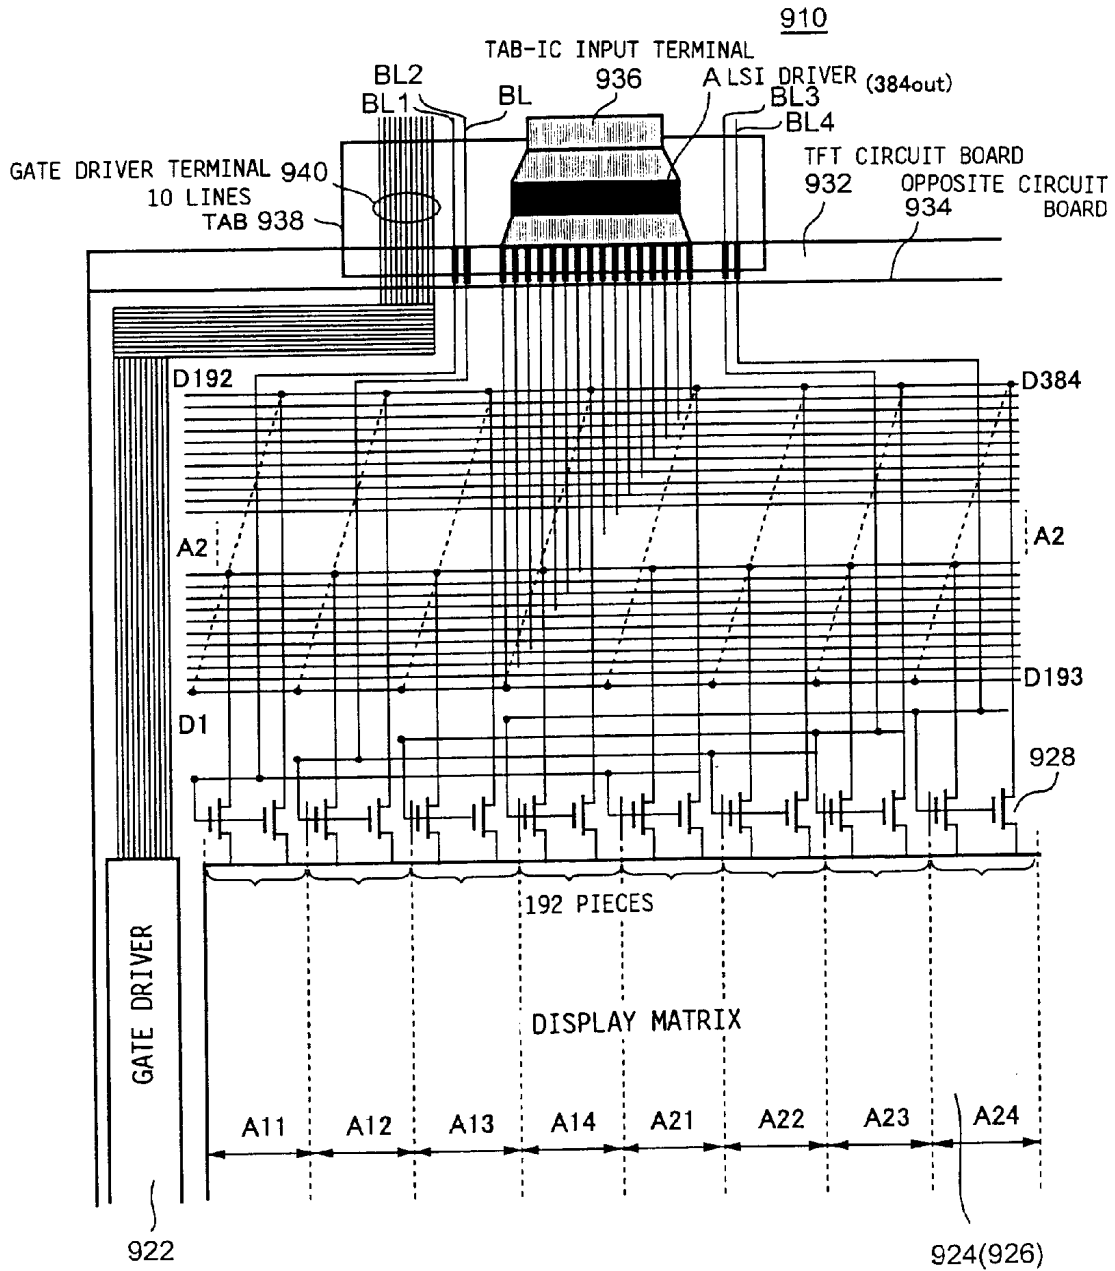 910
TAB-IC INPUT TERMINAL
936
A LSI DRIVER (384out)
BL2
BL1
BL
BL3
BL4
GATE DRIVER TERMINAL 940
10 LINES
TAB 938
TFT CIRCUIT BOARD
932
OPPOSITE CIRCUIT
BOARD
934
D192
D384
A2
A2
D193
D1
928
192 PIECES
GATE DRIVER
DISPLAY MATRIX
A11
A12
A13
A14
A21
A22
A23
A24
922
924(926)